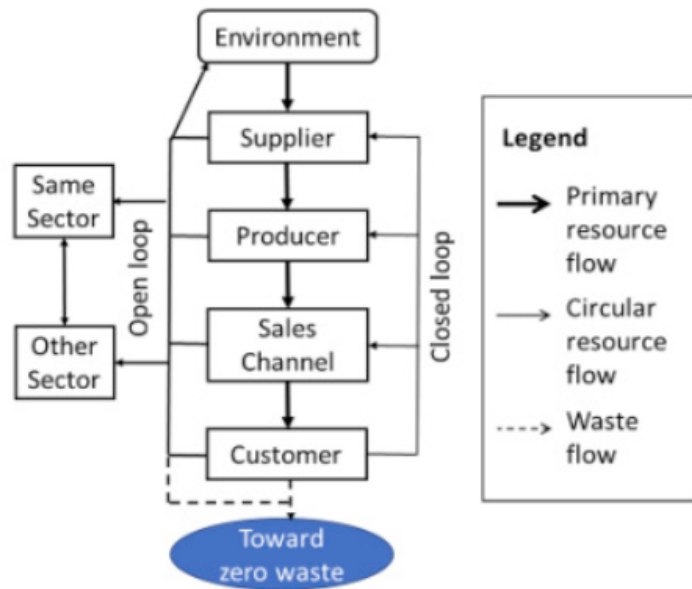 Environment
Supplier
Same
Sector
Producer
Open loop
Closed loop
Sales
Channel
Other
Sector
Customer
Toward
zero waste
Legend
Primary
resource
flow
Circular
resource
flow
Waste
flow